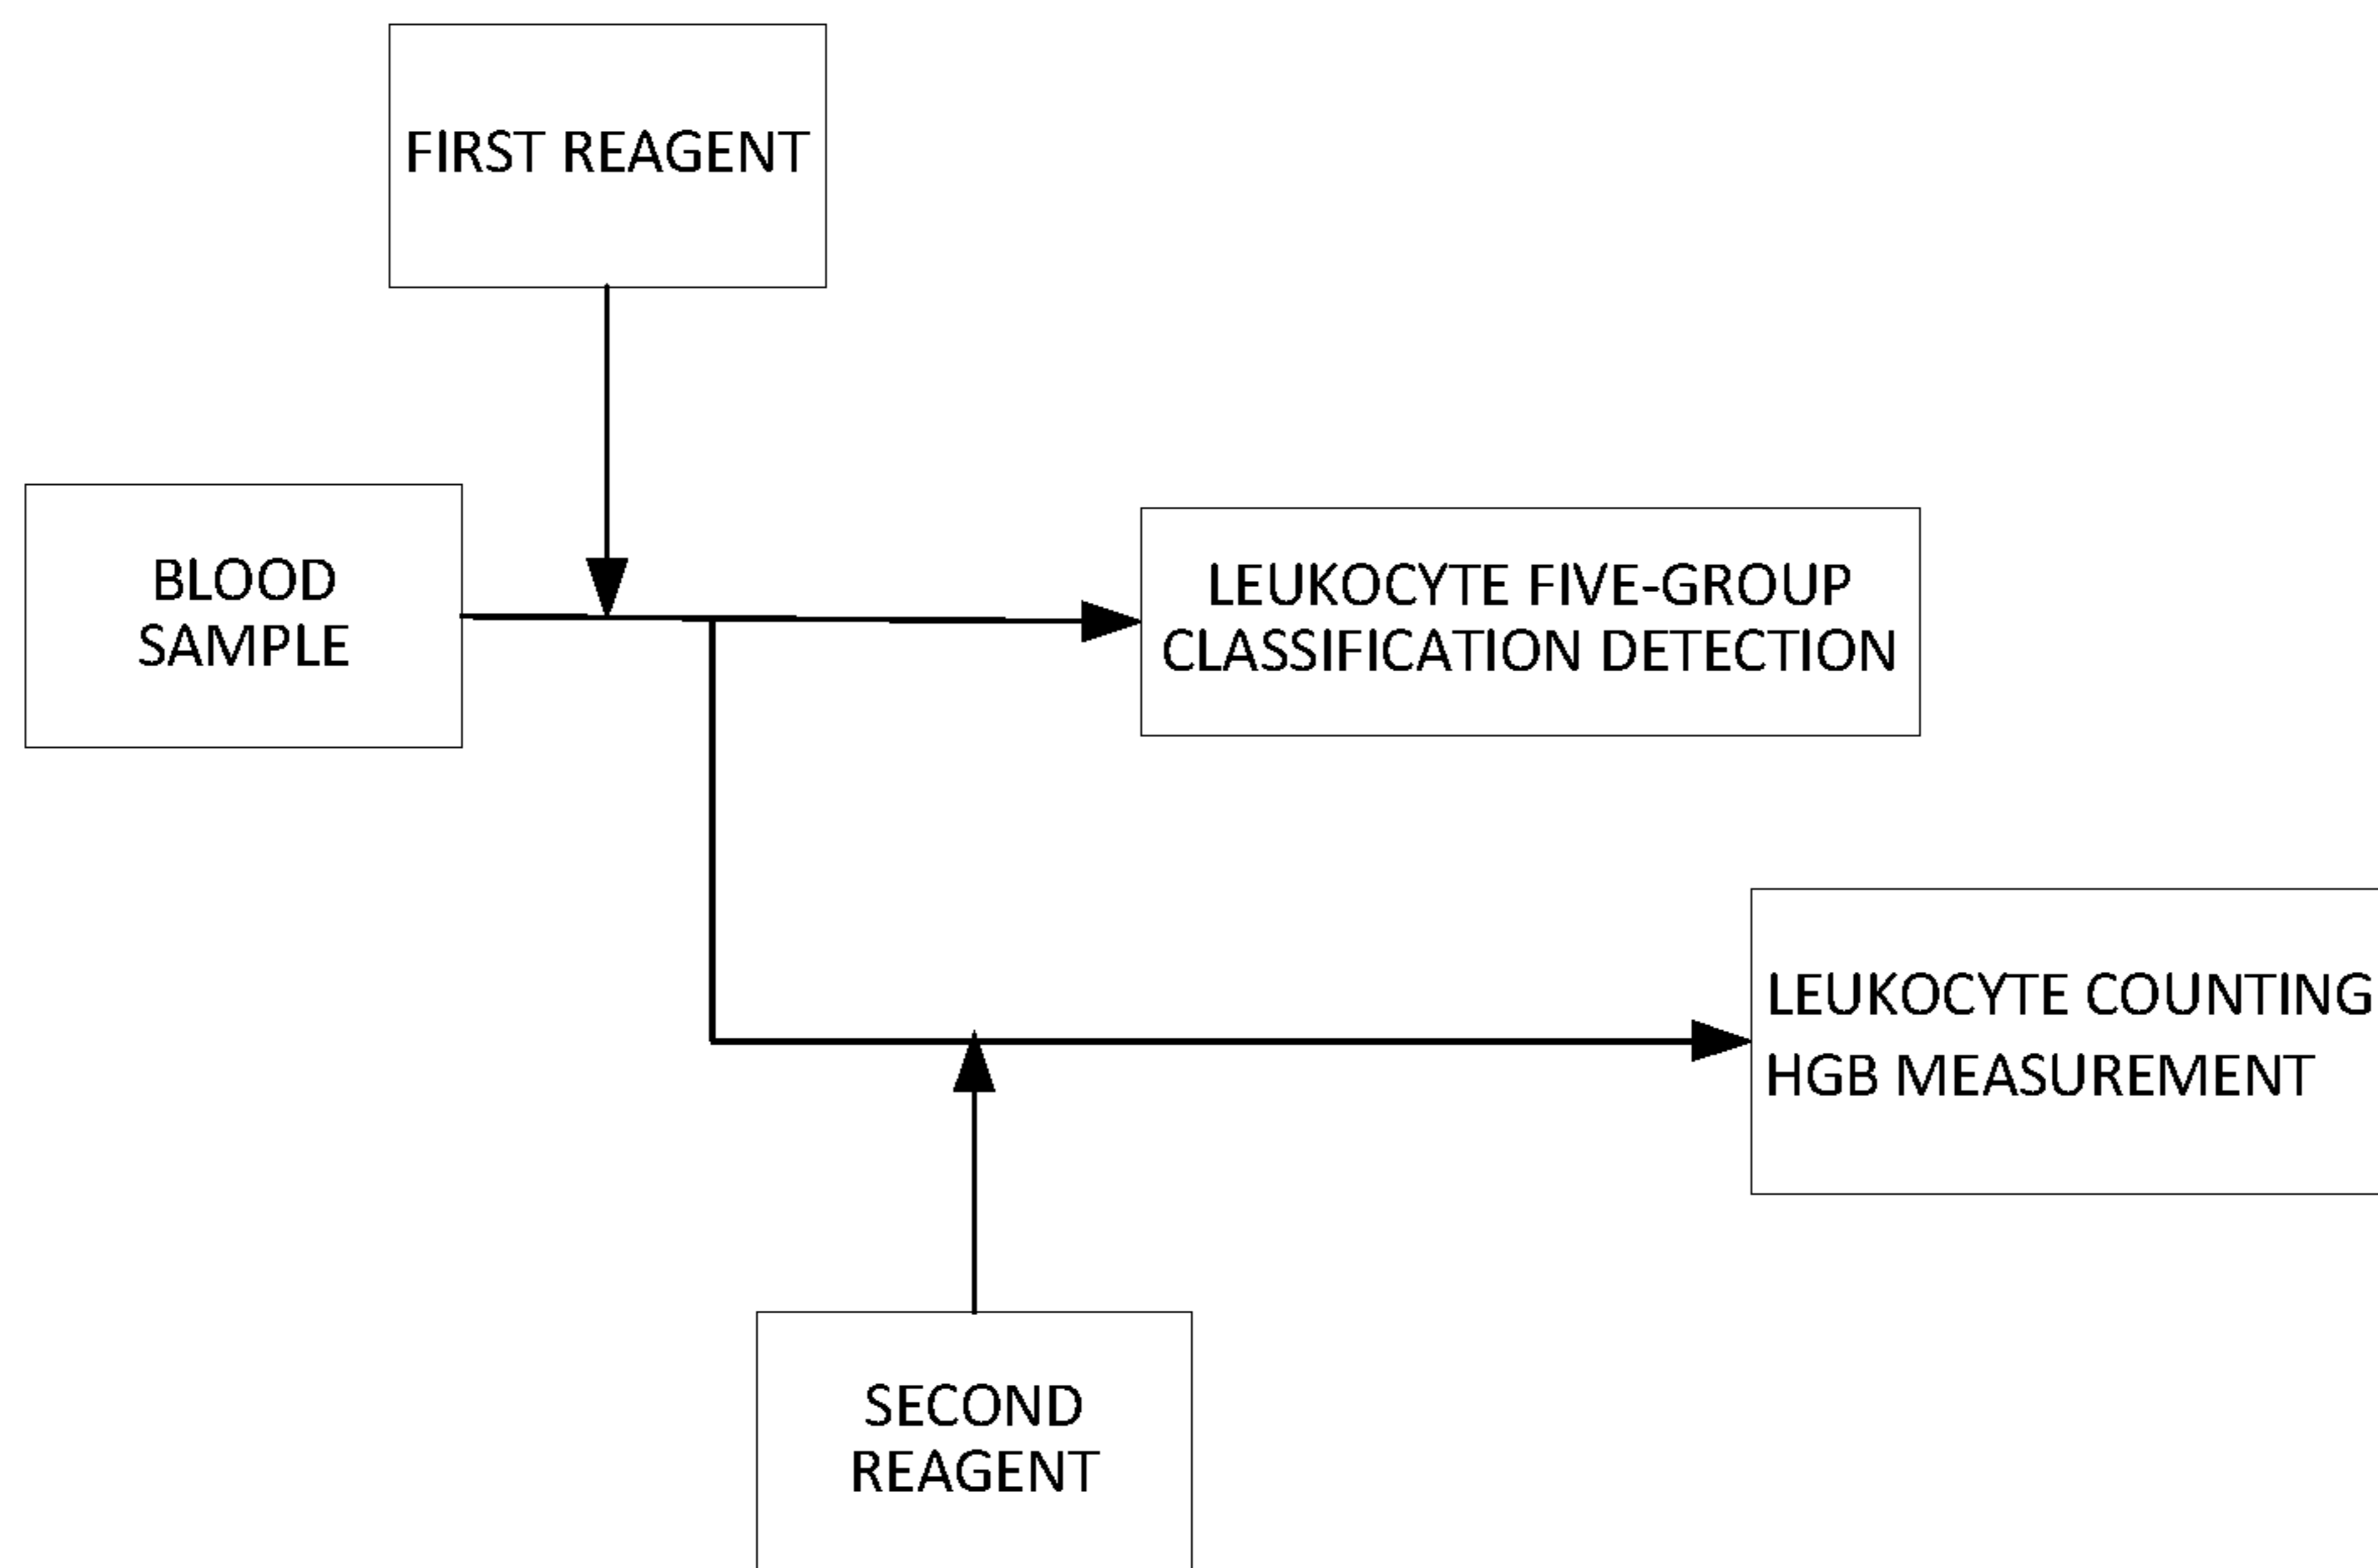 FIRST REAGENT
BLOOD
SAMPLE
LEUKOCYTE FIVE-GROUP
CLASSIFICATION DETECTION
LEUKOCYTE COUNTING
HGB MEASUREMENT
SECOND
REAGENT